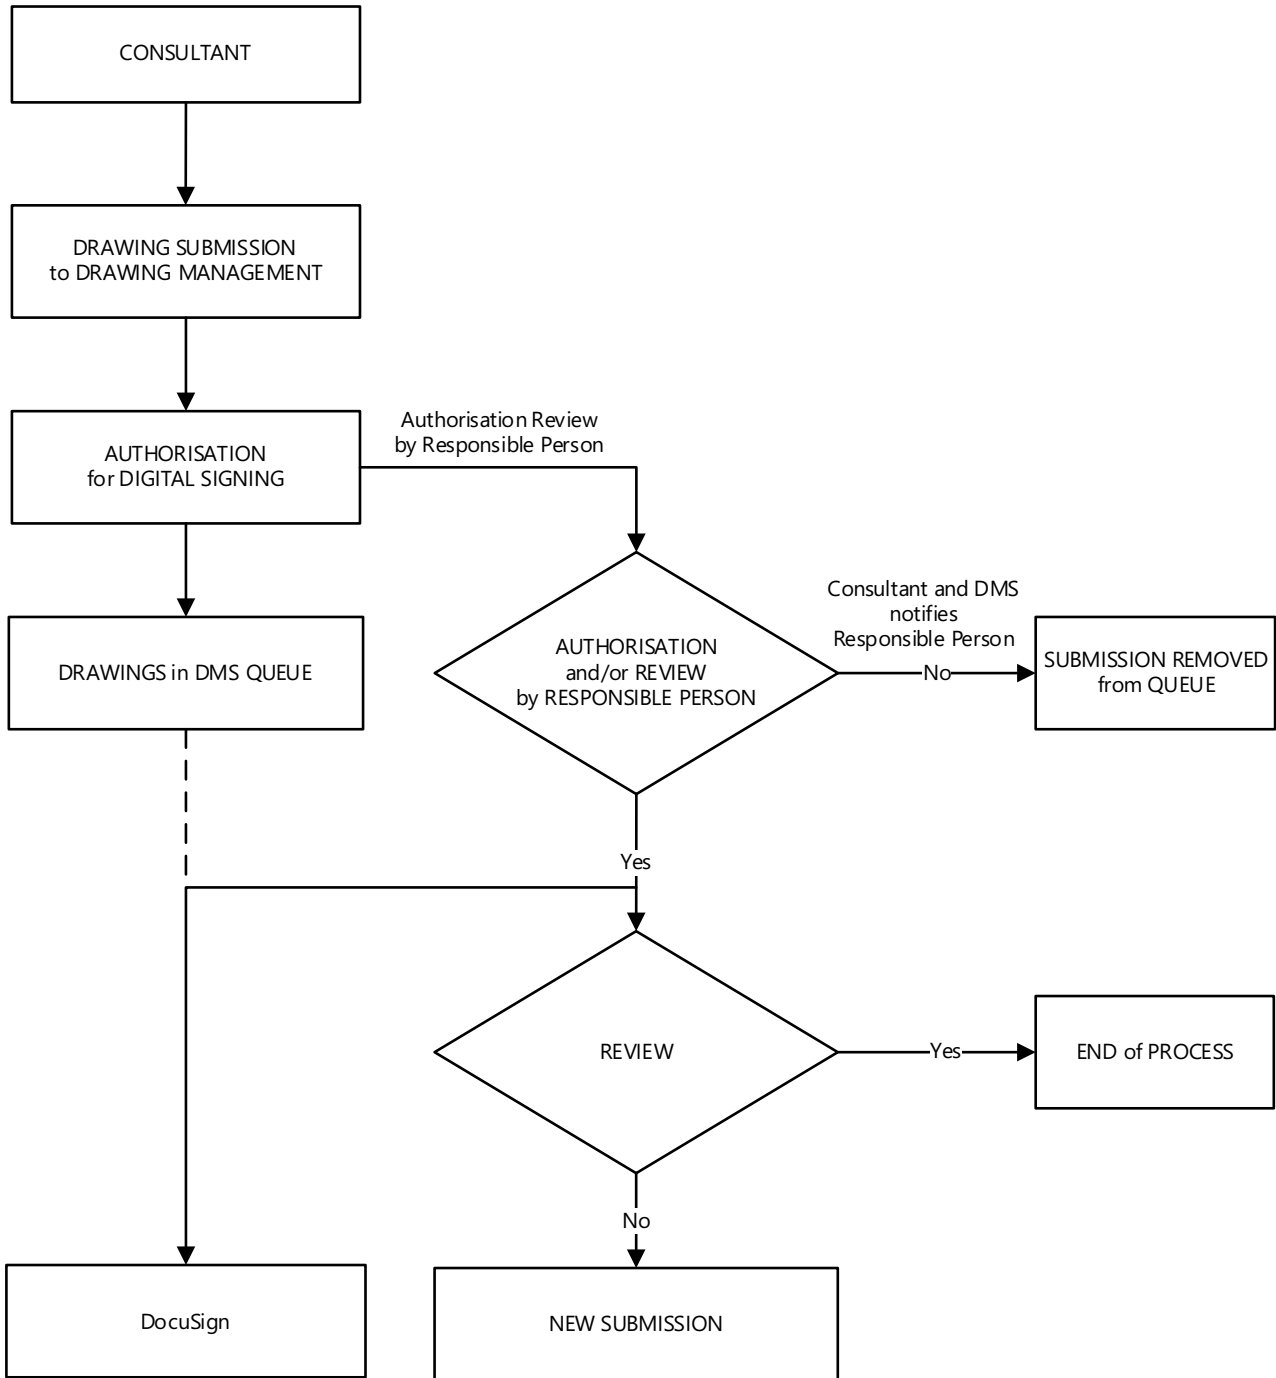 CONSULTANT
DRAWING SUBMISSION
to DRAWING MANAGEMENT
AUTHORISATION
for DIGITAL SIGNING
Authorisation Review
by Responsible Person
DRAWINGS in DMS QUEUE
AUTHORISATION
and/or REVIEW
by RESPONSIBLE PERSON
Consultant and DMS
notifies
Responsible Person
No
SUBMISSION REMOVED
from QUEUE
Yes
REVIEW
Yes
END of PROCESS
No
DocuSign
NEW SUBMISSION